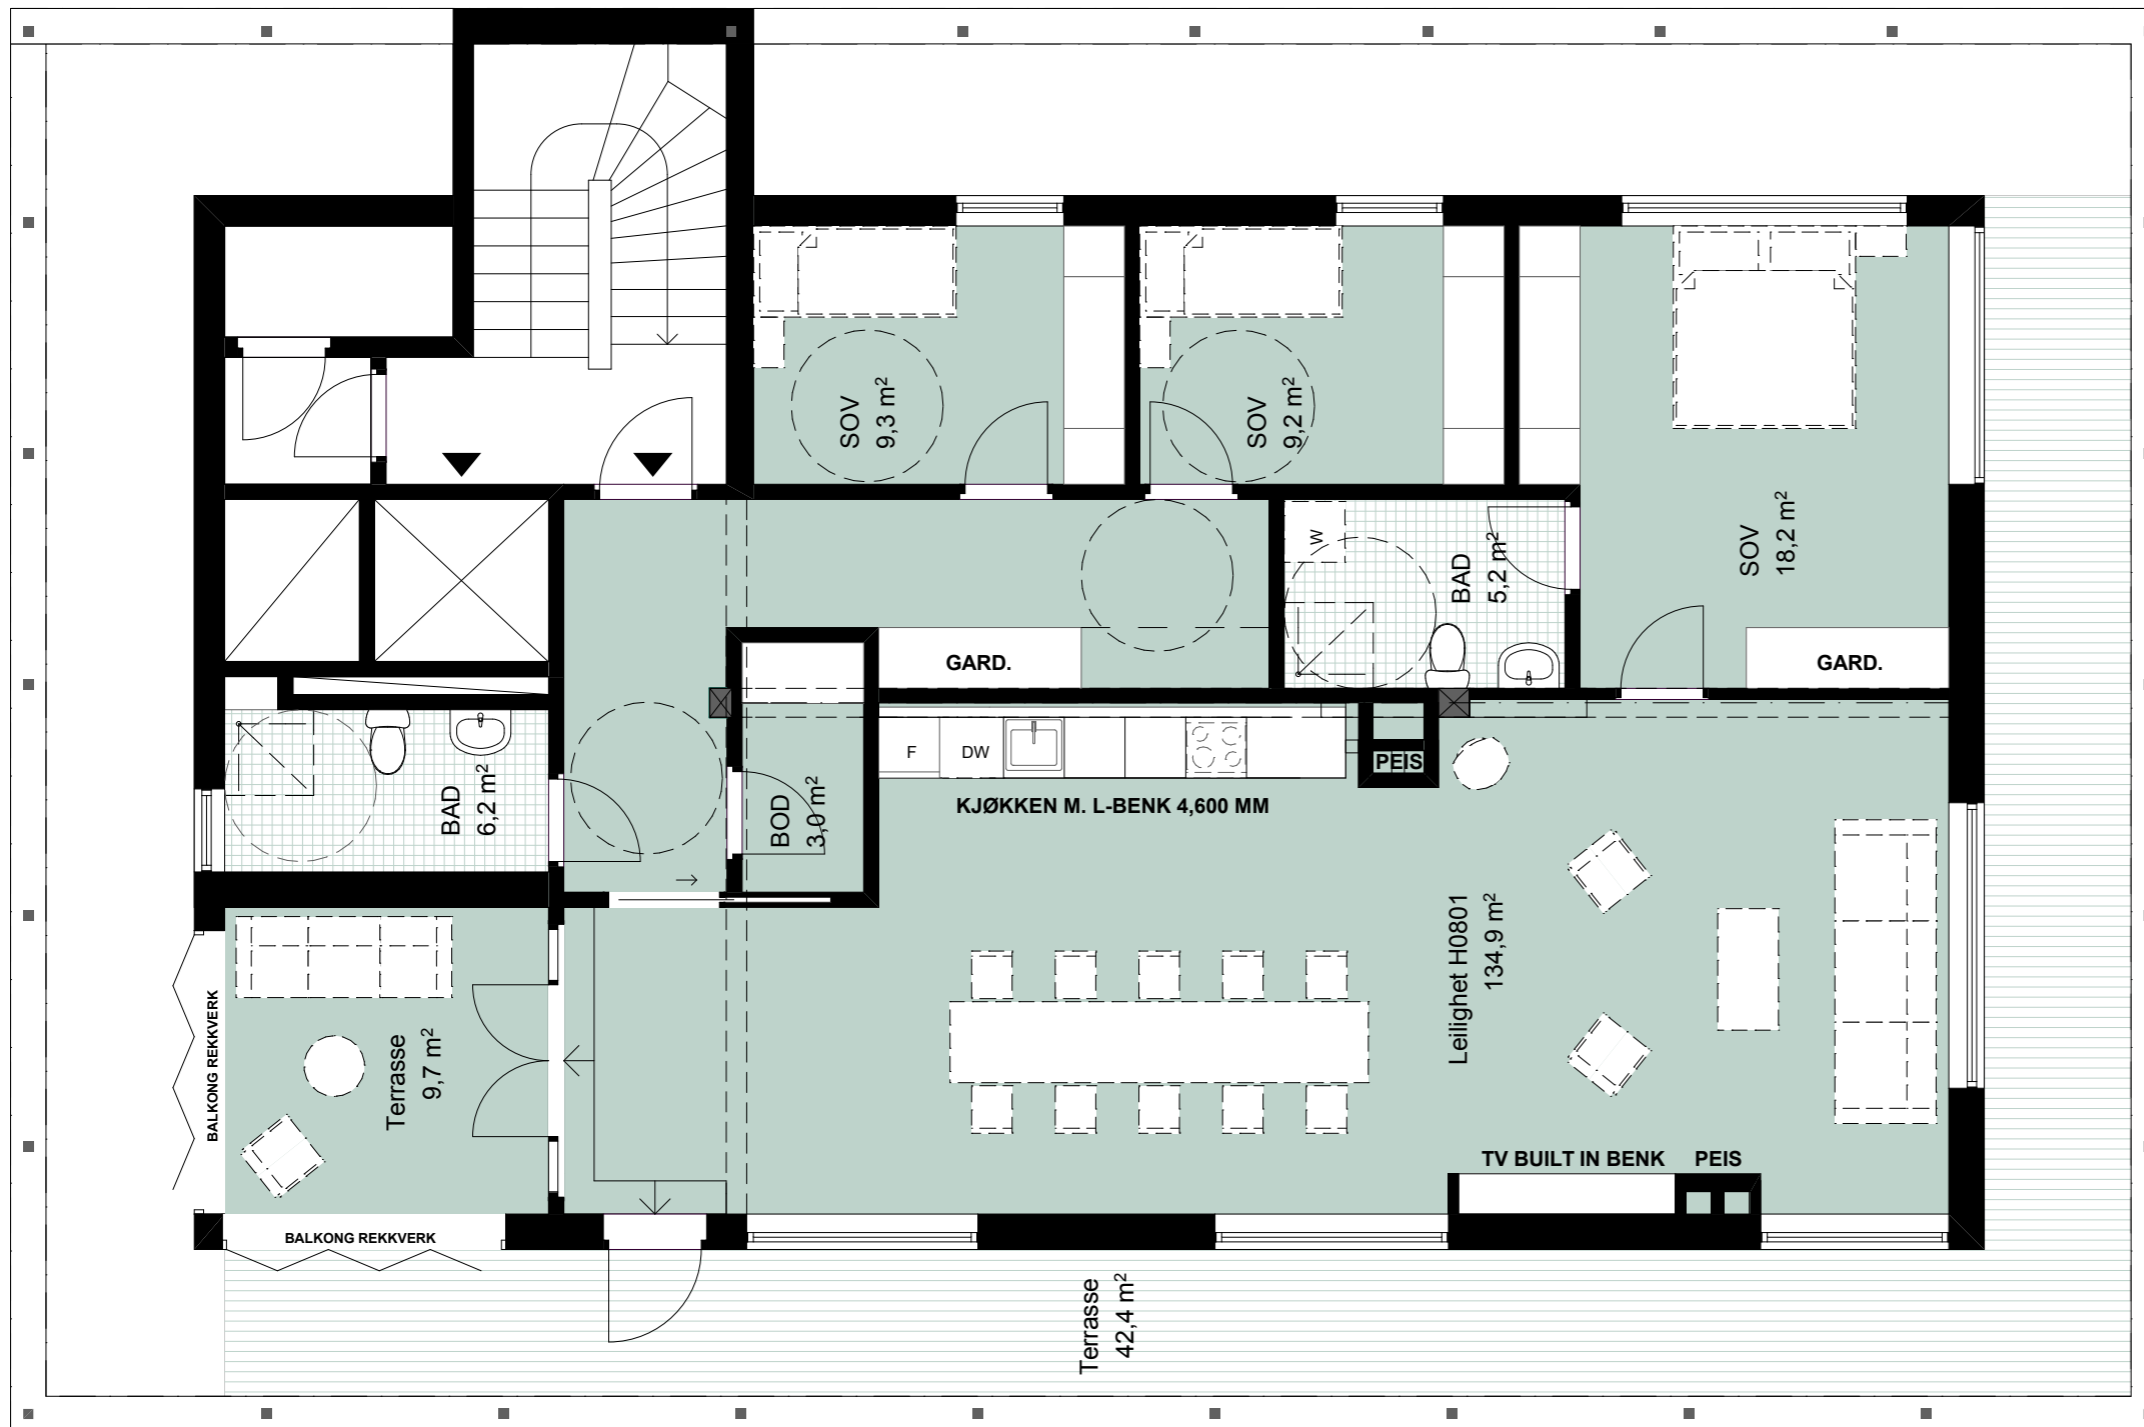 SOV
9,3 m²
SOV
9,2 m²
SOV
18,2 m²
W
BAD
5,2 m²
GARD.
GARD.
F
DW
PEIS
KJØKKEN M. L-BENK 4,600 MM
BAD
6,2 m²
BOD
3,0 m²
Leilighet H0801
134,9 m²
BALKONG REKKVERK
Terrasse
9,7 m²
TV BUILT IN BENK
PEIS
BALKONG REKKVERK
Terrasse
42,4 m²